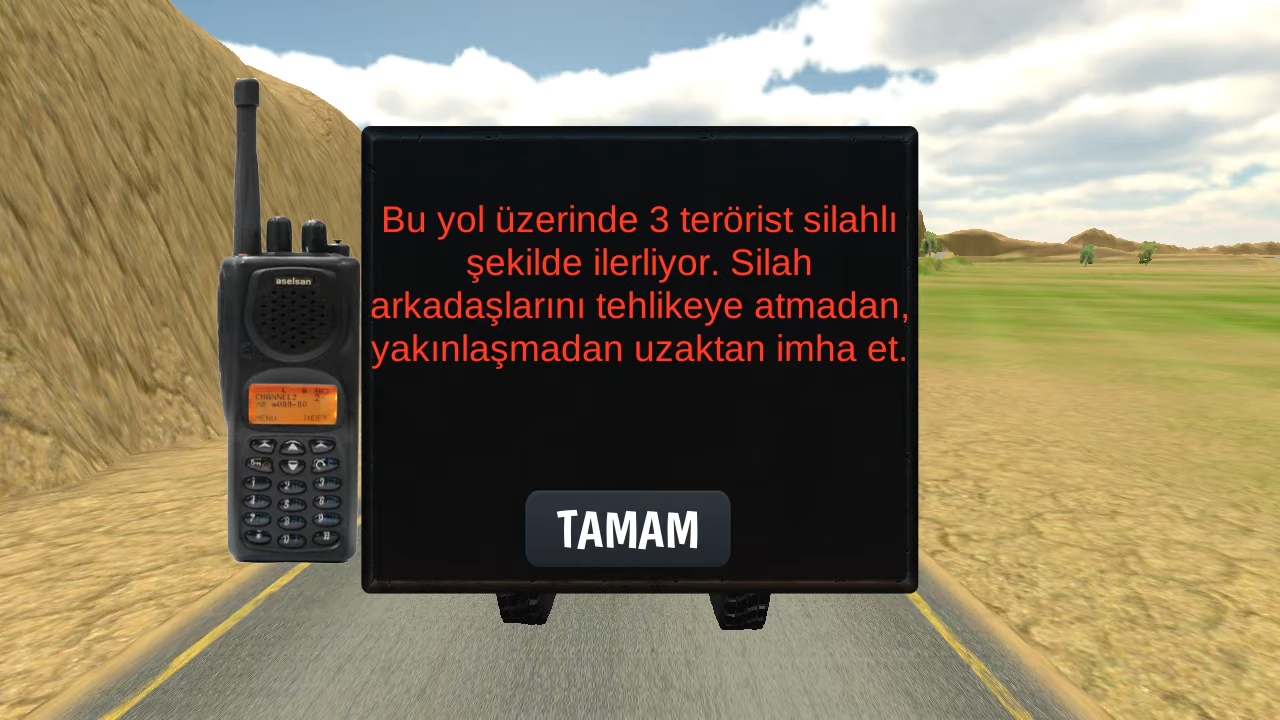 Bu yol üzerinde 3 terörist silahlı
şekilde ilerliyor. Silah
arkadaşlarını tehlikeye atmadan,
yakınlaşmadan uzaktan imha et.
TAMAM
aselsan
CHANNEL2
MENU INDEX